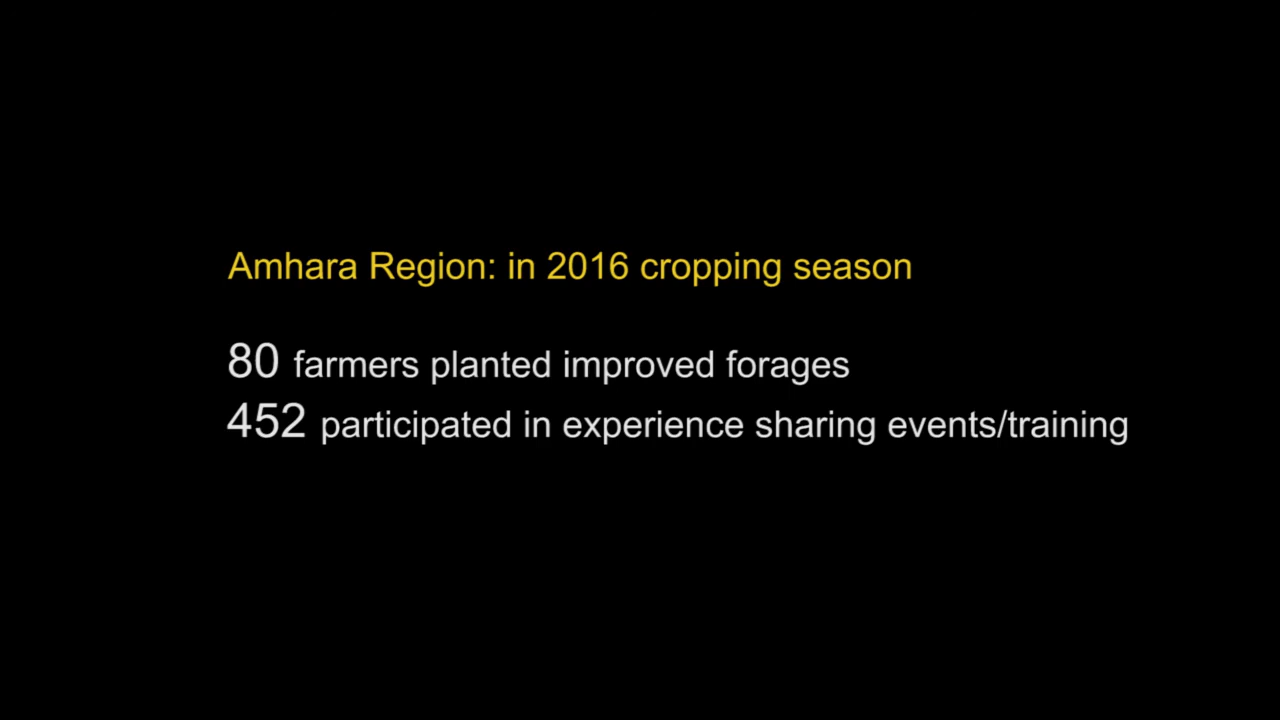 Amhara Region: in 2016 cropping season
80 farmers planted improved forages
452 participated in experience sharing events/training